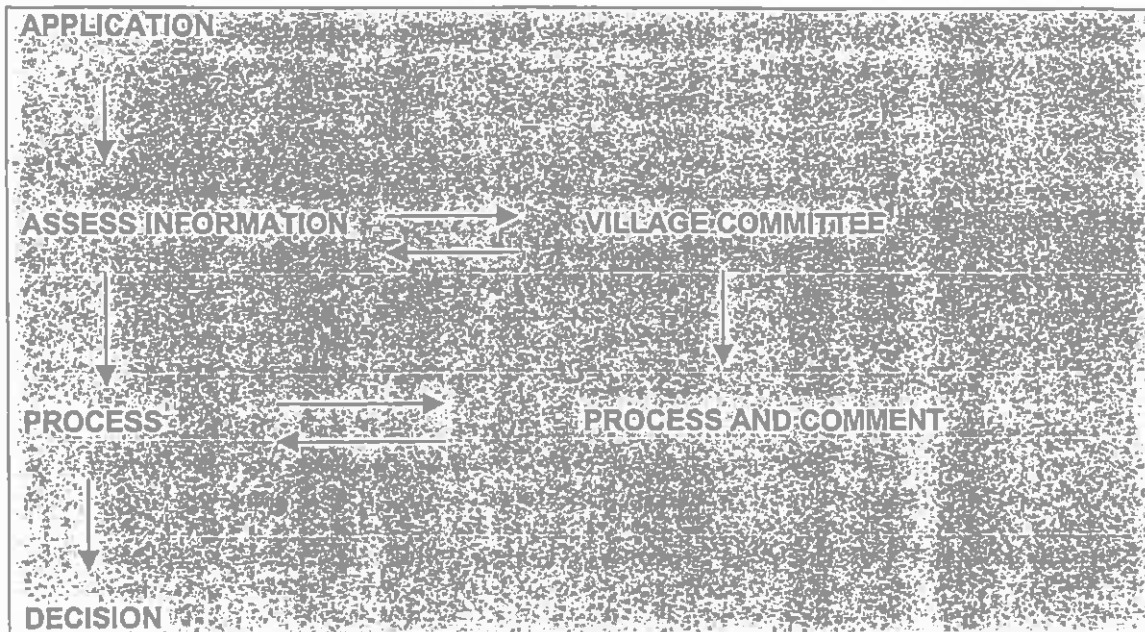 APPLICATION
ASSESS INFORMATION
VILLAGE COMMITTEE
PROCESS
PROCESS AND COMMENT
DECISION